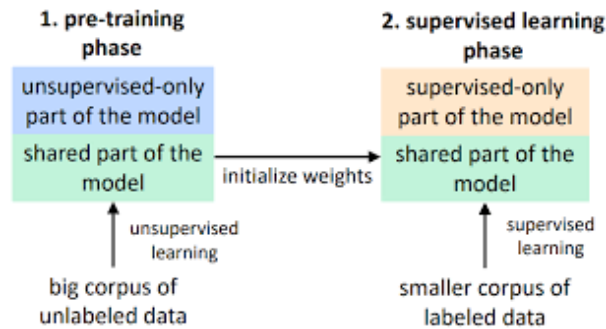 1. pre-training
phase
unsupervised-only
part of the model
shared part of the
model
unsupervised
learning
big corpus of
unlabeled data
initialize weights
2. supervised learning
phase
supervised-only
part of the model
shared part of the
model
supervised
learning
smaller corpus of
labeled data